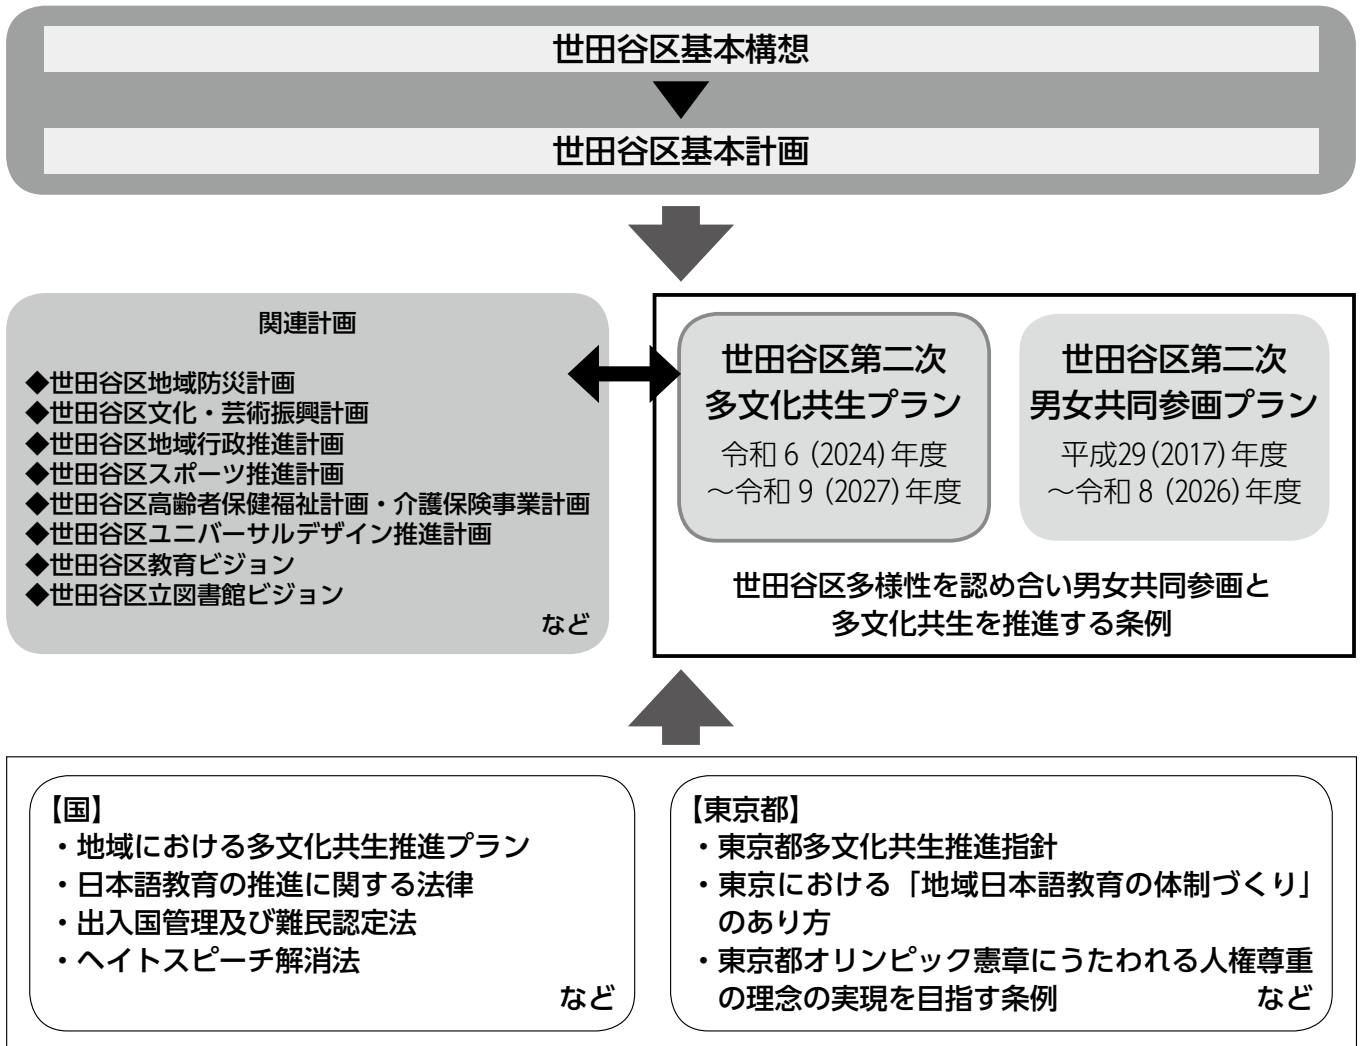 世田谷区基本構想
世田谷区基本計画
関連計画
◆世田谷区地域防災計画
◆世田谷区文化・芸術振興計画
◆世田谷区地域行政推進計画
◆世田谷区スポーツ推進計画
◆世田谷区高齢者保健福祉計画・介護保険事業計画
◆世田谷区ユニバーサルデザイン推進計画
◆世田谷区教育ビジョン
◆世田谷区立図書館ビジョン
など
世田谷区第二次
多文化共生プラン
令和6(2024)年度
～令和9(2027)年度
世田谷区第二次
男女共同参画プラン
平成29(2017)年度
～令和8(2026)年度
世田谷区多様性を認め合い男女共同参画と
多文化共生を推進する条例
【国】
・地域における多文化共生推進プラン
・日本語教育の推進に関する法律
・出入国管理及び難民認定法
・ヘイトスピーチ解消法
など
【東京都】
・東京都多文化共生推進指針
・東京における「地域日本語教育の体制づくり」
のあり方
・東京都オリンピック憲章にうたわれる人権尊重
の理念の実現を目指す条例 など